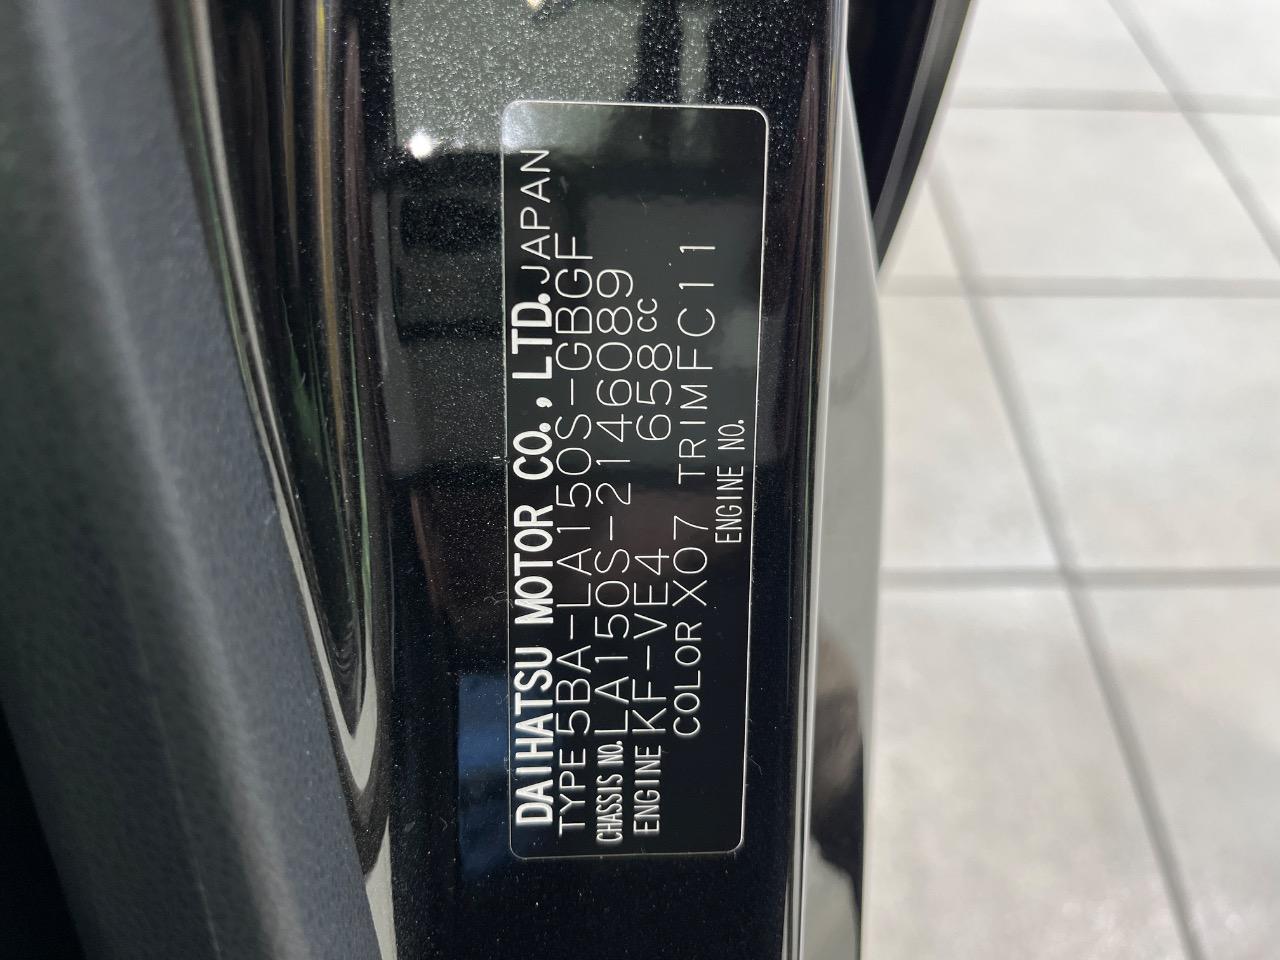 DAIHATSU MOTOR CO., LTD. JAPAN
TYPE 5BA-LA150S-GBGF
CHASSIS NO. LA150S-2146089
ENGINE KF-VE4 658cc
COLOR X07 TRIM FC11
ENGINE NO.